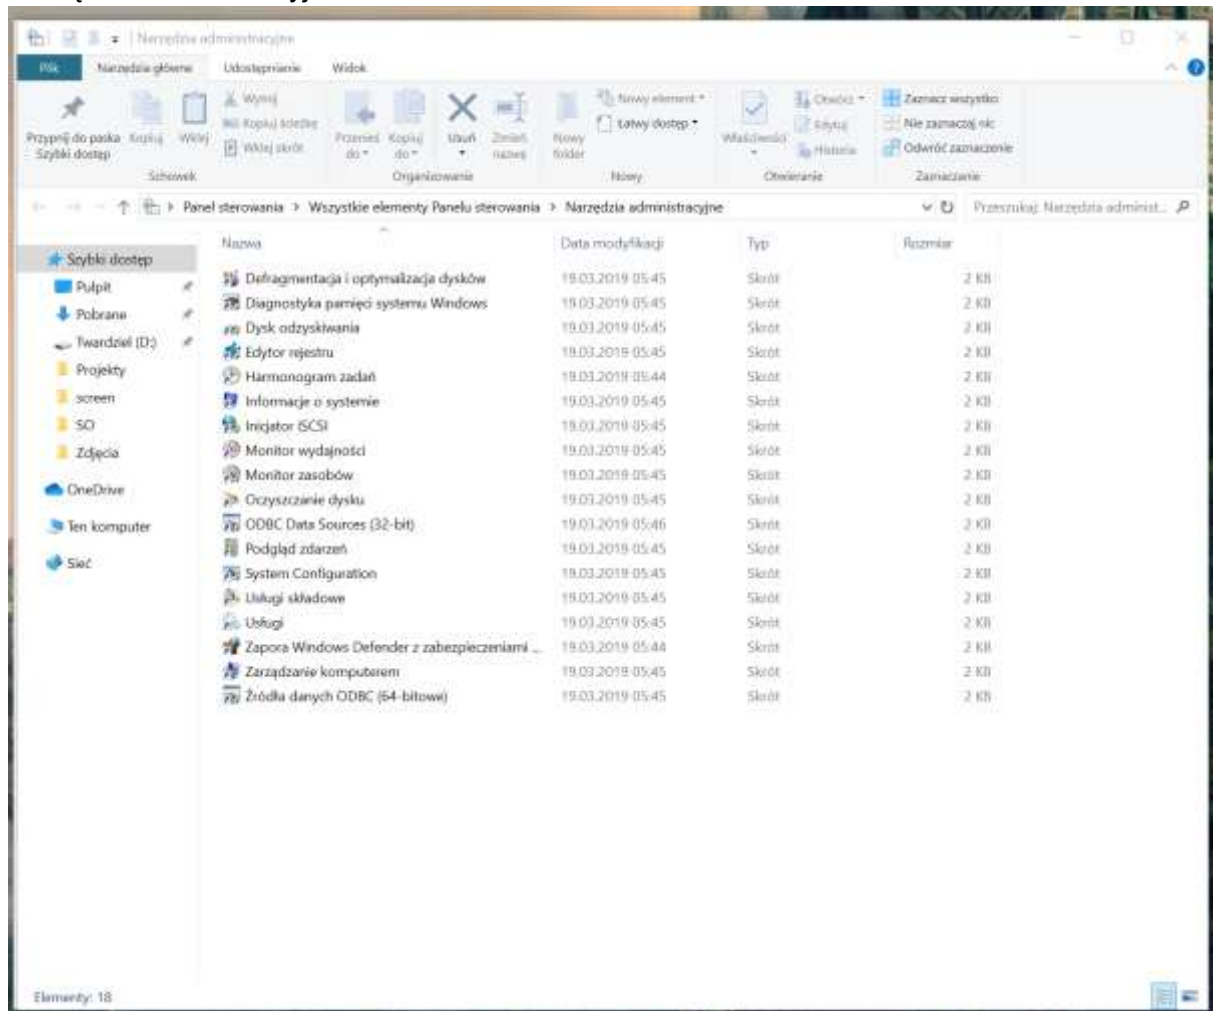 Narzędzia administracyjne
Plik Narzędzia główne Udostępnianie Widok
Przypnij do paska Szybki dostęp
Kopiuj
Wklej
Wytnij
Kopiuj ścieżkę
Wklej skrót
Schowek
Przenieś do
Kopiuj do
Usuń
Zmień nazwę
Organizowanie
Nowy folder
Nowy element
Łatwy dostęp
Nowy
Właściwości
Otwórz
Edytuj
Historia
Otwieranie
Zaznacz wszystko
Nie zaznaczaj nic
Odwróć zaznaczenie
Zaznaczanie
Panel sterowania > Wszystkie elementy Panelu sterowania > Narzędzia administracyjne
Przeszukaj: Narzędzia administ...
Szybki dostęp
Pulpit
Pobrane
Twardziel (D:)
Projekty
screen
SO
Zdjęcia
OneDrive
Ten komputer
Sieć
Nazwa Data modyfikacji Typ Rozmiar
Defragmentacja i optymalizacja dysków 19.03.2019 05:45 Skrót 2 KB
Diagnostyka pamięci systemu Windows 19.03.2019 05:45 Skrót 2 KB
Dysk odzyskiwania 19.03.2019 05:45 Skrót 2 KB
Edytor rejestru 19.03.2019 05:45 Skrót 2 KB
Harmonogram zadań 19.03.2019 05:44 Skrót 2 KB
Informacje o systemie 19.03.2019 05:45 Skrót 2 KB
Inicjator iSCSI 19.03.2019 05:45 Skrót 2 KB
Monitor wydajności 19.03.2019 05:45 Skrót 2 KB
Monitor zasobów 19.03.2019 05:45 Skrót 2 KB
Oczyszczanie dysku 19.03.2019 05:45 Skrót 2 KB
ODBC Data Sources (32-bit) 19.03.2019 05:46 Skrót 2 KB
Podgląd zdarzeń 19.03.2019 05:45 Skrót 2 KB
System Configuration 19.03.2019 05:45 Skrót 2 KB
Usługi składowe 19.03.2019 05:45 Skrót 2 KB
Usługi 19.03.2019 05:45 Skrót 2 KB
Zapora Windows Defender z zabezpieczeniami ... 19.03.2019 05:44 Skrót 2 KB
Zarządzanie komputerem 19.03.2019 05:45 Skrót 2 KB
Źródła danych ODBC (64-bitowe) 19.03.2019 05:45 Skrót 2 KB
Elementy: 18